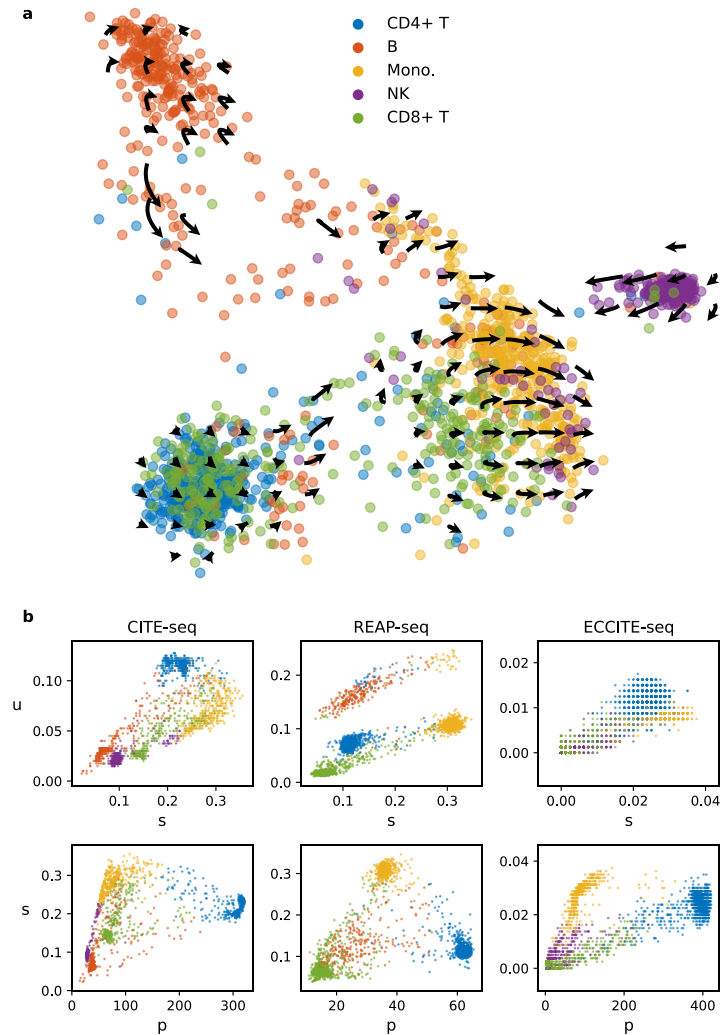 a
CD4+ T
B
Mono.
NK
CD8+ T
b
CITE-seq
REAP-seq
ECCITE-seq
u
0.10
0.05
0.00
0.1
0.2
0.3
s
0.2
0.1
0.0
0.1
0.2
0.3
s
0.02
0.01
0.00
0.00
0.02
0.04
s
s
0.3
0.2
0.1
0.0
0
100
200
300
p
0.3
0.2
0.1
20
40
60
p
0.04
0.02
0.00
0
200
400
p